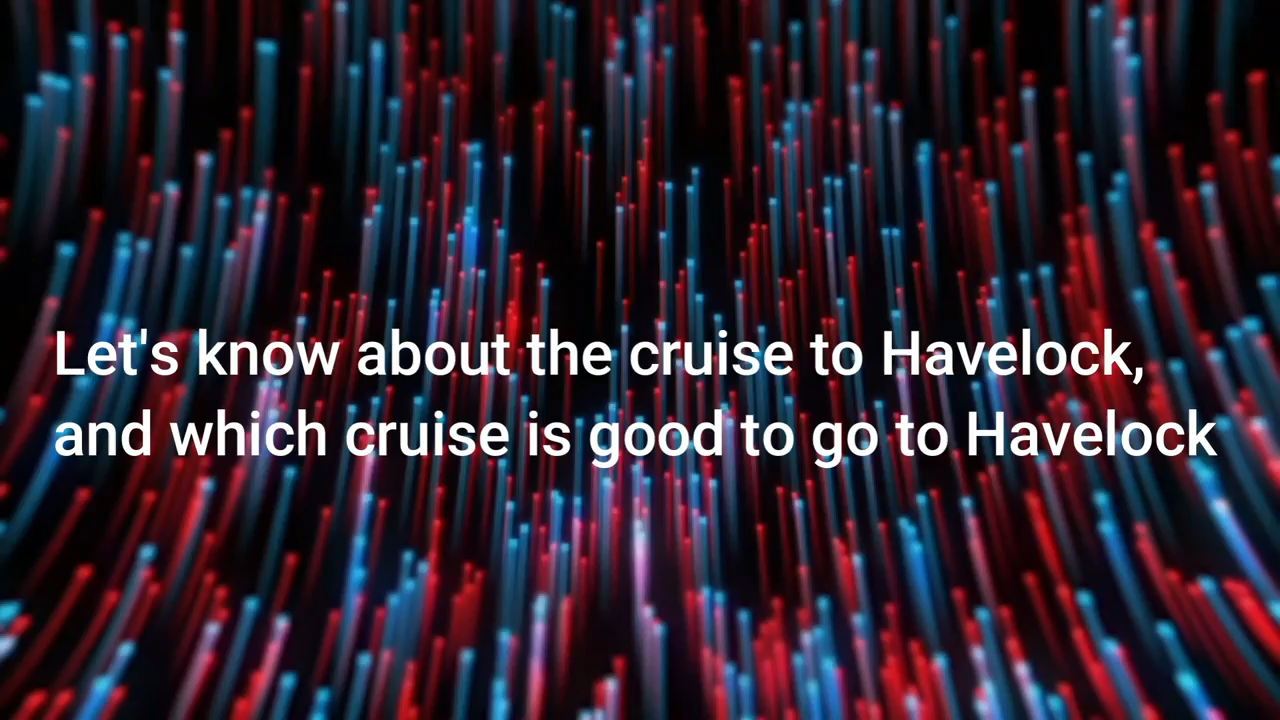 Let's know about the cruise to Havelock,
and which cruise is good to go to Havelock